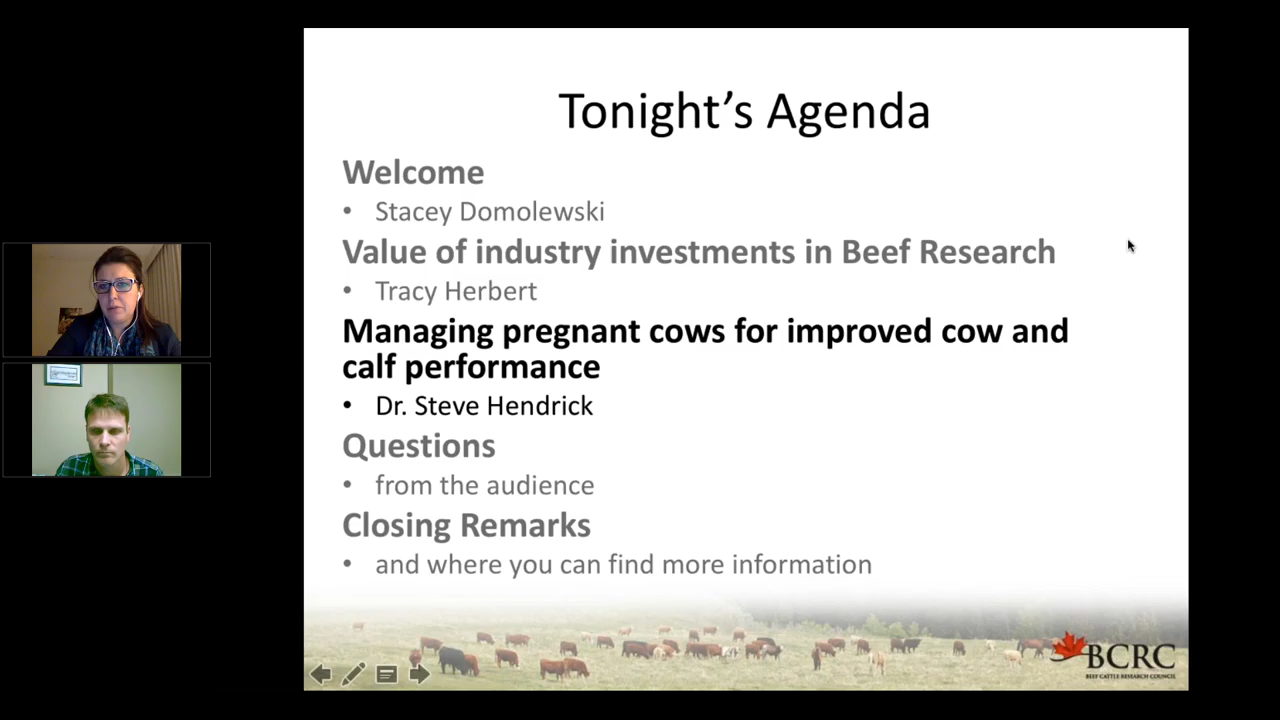 Tonight's Agenda
Welcome
• Stacey Domolewski
Value of industry investments in Beef Research
• Tracy Herbert
Managing pregnant cows for improved cow and
calf performance
• Dr. Steve Hendrick
Questions
• from the audience
Closing Remarks
• and where you can find more information
BCRC
BEEF CATTLE RESEARCH COUNCIL